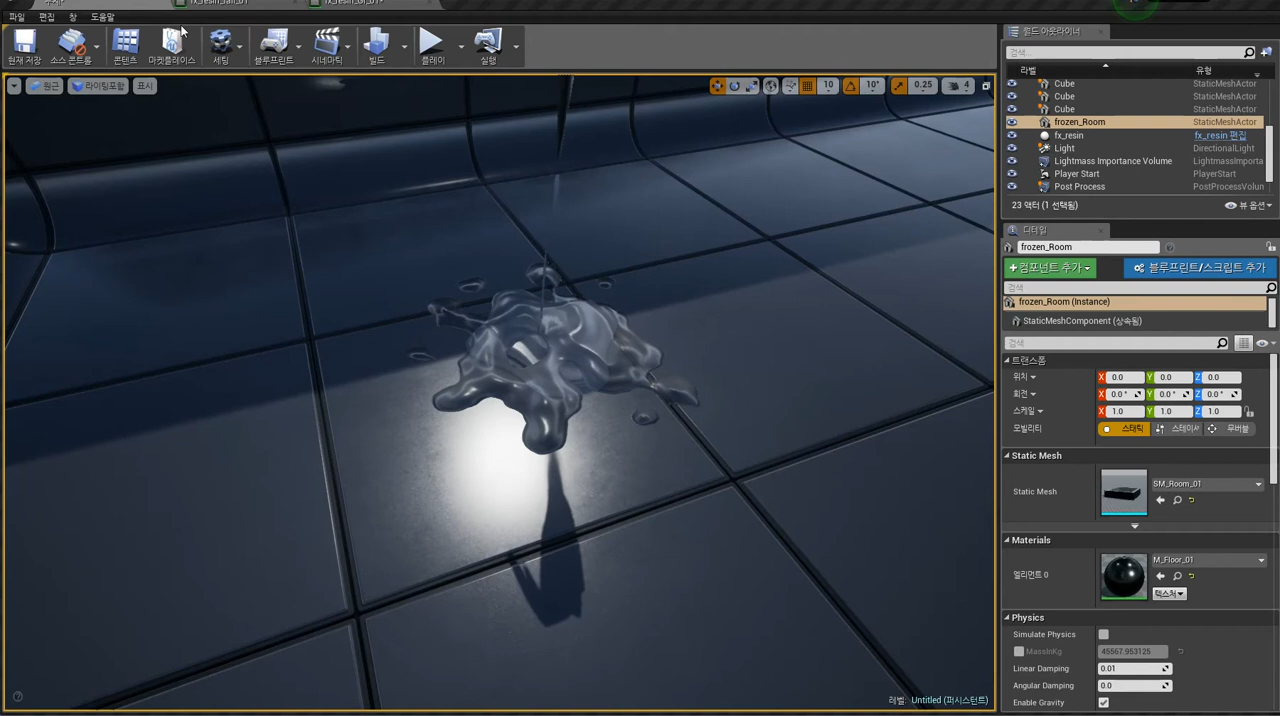 파일 편집 창 도움말
현재 저장 소스 콘트롤 콘텐츠 마켓플레이스 세팅 블루프린트 시네마틱 빌드 플레이 실행
원근 라이팅포함 표시
10 10° 0.25 4
레벨: Untitled (퍼시스턴트)
월드 아웃라이너
검색...
라벨 유형
Cube StaticMeshActor
Cube StaticMeshActor
Cube StaticMeshActor
frozen_Room StaticMeshActor
fx_resin fx_resin 편집
Light DirectionalLight
Lightmass Importance Volume LightmassImporta
Player Start PlayerStart
Post Process PostProcessVolun
23 액터 (1 선택됨) 뷰 옵션
디테일
frozen_Room
+컴포넌트 추가 블루프린트/스크립트 추가
검색
frozen_Room (Instance)
StaticMeshComponent (상속됨)
검색
트랜스폼
위치 X 0.0 Y 0.0 Z 0.0
회전 X 0.0 ° Y 0.0 ° Z 0.0 °
스케일 X 1.0 Y 1.0 Z 1.0
모빌리티 스태틱 스테이셔 무버블
Static Mesh
Static Mesh SM_Room_01
Materials
엘리먼트 0 M_Floor_01
텍스처
Physics
Simulate Physics
MassInKg 45567.953125
Linear Damping 0.01
Angular Damping 0.0
Enable Gravity